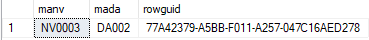 manv mada rowguid
1 NV0003 DA002 77A42379-A5BB-F011-A257-047C16AED278